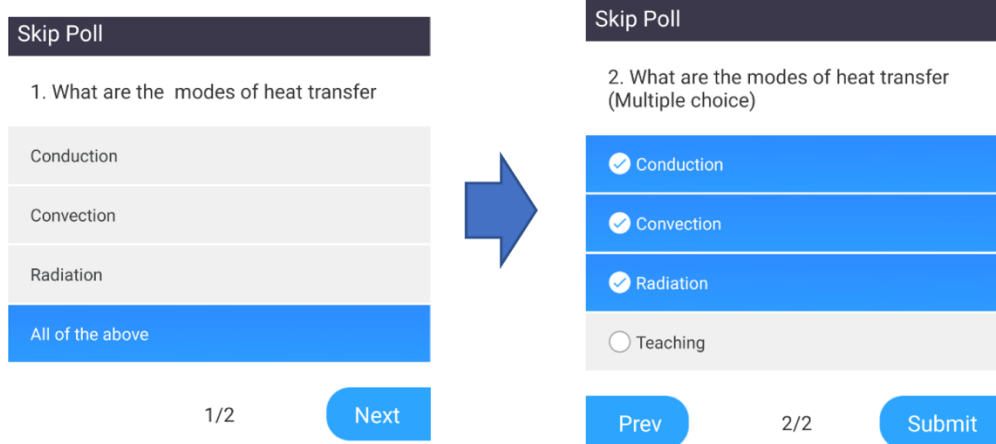 Skip Poll
1. What are the modes of heat transfer
Conduction
Convection
Radiation
All of the above
1/2
Next
Skip Poll
2. What are the modes of heat transfer
(Multiple choice)
Conduction
Convection
Radiation
Teaching
Prev
2/2
Submit